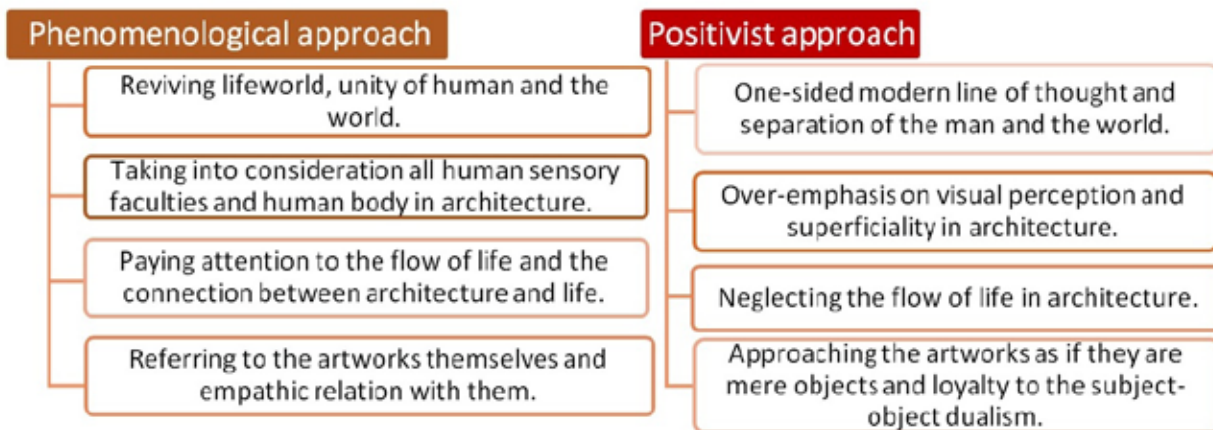 Phenomenological approach
Reviving lifeworld, unity of human and the
world.
Taking into consideration all human sensory
faculties and human body in architecture.
Paying attention to the flow of life and the
connection between architecture and life.
Referring to the artworks themselves and
empathic relation with them.
Positivist approach
One-sided modern line of thought and
separation of the man and the world.
Over-emphasis on visual perception and
superficiality in architecture.
Neglecting the flow of life in architecture.
Approaching the artworks as if they are
mere objects and loyalty to the subject-
object dualism.